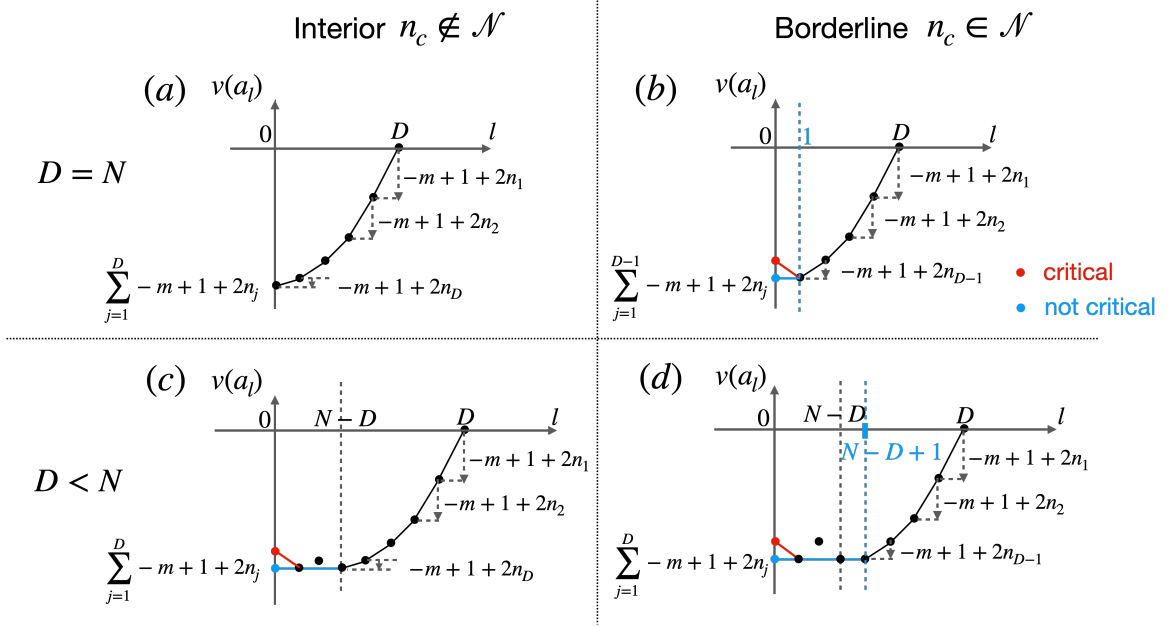 Interior n_c ∉ 𝒩
Borderline n_c ∈ 𝒩
D = N
(a)
v(a_l)
0
D
l
−m + 1 + 2n_1
−m + 1 + 2n_2
−m + 1 + 2n_D
∑_{j=1}^{D} − m + 1 + 2n_j
(b)
v(a_l)
0
1
D
l
−m + 1 + 2n_1
−m + 1 + 2n_2
−m + 1 + 2n_{D−1}
∑_{j=1}^{D−1} − m + 1 + 2n_j
critical
not critical
D < N
(c)
v(a_l)
0
N − D
D
l
−m + 1 + 2n_1
−m + 1 + 2n_2
−m + 1 + 2n_D
∑_{j=1}^{D} − m + 1 + 2n_j
(d)
v(a_l)
0
N − D
D
l
N − D + 1
−m + 1 + 2n_1
−m + 1 + 2n_2
−m + 1 + 2n_{D−1}
∑_{j=1}^{D} − m + 1 + 2n_j